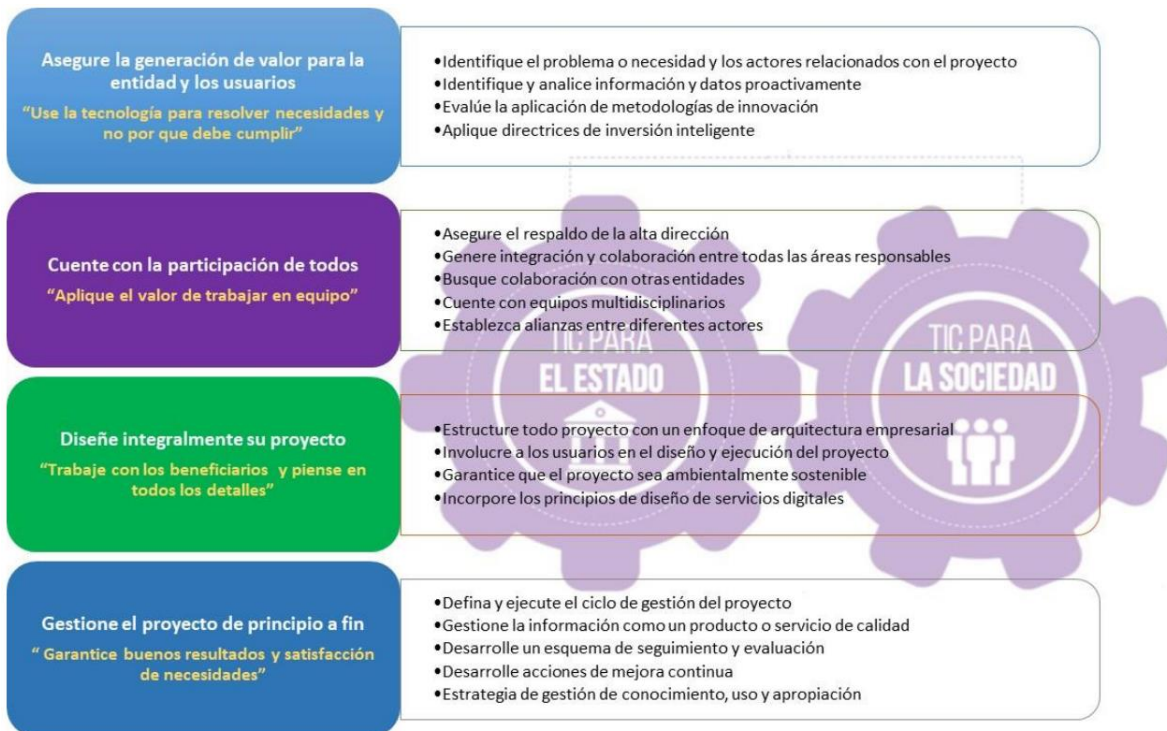 Asegure la generación de valor para la
entidad y los usuarios
“Use la tecnología para resolver necesidades y
no por que debe cumplir”
•Identifique el problema o necesidad y los actores relacionados con el proyecto
•Identifique y analice información y datos proactivamente
•Evalúe la aplicación de metodologías de innovación
•Aplique directrices de inversión inteligente
Cuente con la participación de todos
“Aplique el valor de trabajar en equipo”
•Asegure el respaldo de la alta dirección
•Genere integración y colaboración entre todas las áreas responsables
•Busque colaboración con otras entidades
•Cuente con equipos multidisciplinarios
•Establezca alianzas entre diferentes actores
TIC PARA
EL ESTADO
TIC PARA
LA SOCIEDAD
Diseñe integralmente su proyecto
“Trabaje con los beneficiarios y piense en
todos los detalles”
•Estructure todo proyecto con un enfoque de arquitectura empresarial
•Involucre a los usuarios en el diseño y ejecución del proyecto
•Garantice que el proyecto sea ambientalmente sostenible
•Incorpore los principios de diseño de servicios digitales
Gestione el proyecto de principio a fin
“ Garantice buenos resultados y satisfacción
de necesidades”
•Defina y ejecute el ciclo de gestión del proyecto
•Gestione la información como un producto o servicio de calidad
•Desarrolle un esquema de seguimiento y evaluación
•Desarrolle acciones de mejora continua
•Estrategia de gestión de conocimiento, uso y apropiación